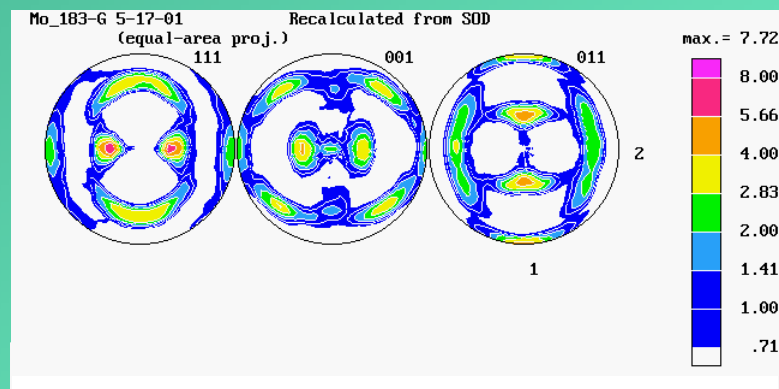 Mo_183-G 5-17-01 Recalculated from SOD
(equal-area proj.)
max.= 7.72
111 001 011
8.00
5.66
4.00
2.83
2.00
1.41
1.00
.71
2
1